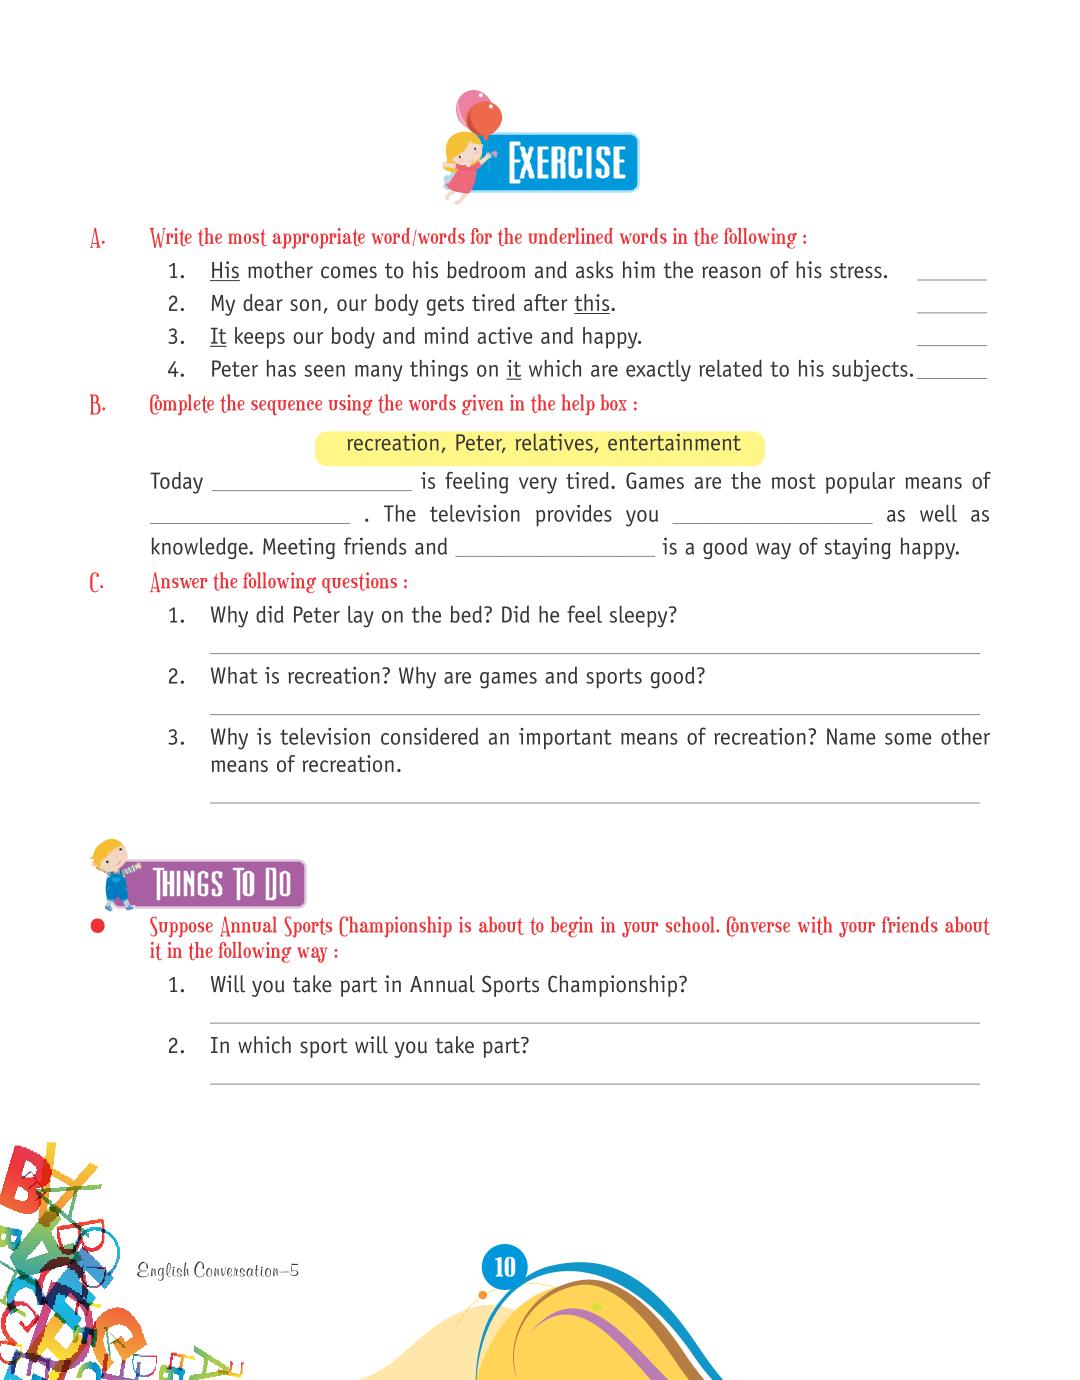 EXERCISE
A. Write the most appropriate word/words for the underlined words in the following :
1. His mother comes to his bedroom and asks him the reason of his stress. ______
2. My dear son, our body gets tired after this. ______
3. It keeps our body and mind active and happy. ______
4. Peter has seen many things on it which are exactly related to his subjects. ______
B. Complete the sequence using the words given in the help box :
recreation, Peter, relatives, entertainment
Today _________________ is feeling very tired. Games are the most popular means of
_________________ . The television provides you _________________ as well as
knowledge. Meeting friends and _________________ is a good way of staying happy.
C. Answer the following questions :
1. Why did Peter lay on the bed? Did he feel sleepy?
2. What is recreation? Why are games and sports good?
3. Why is television considered an important means of recreation? Name some other
means of recreation.
THINGS TO DO
● Suppose Annual Sports Championship is about to begin in your school. Converse with your friends about
it in the following way :
1. Will you take part in Annual Sports Championship?
2. In which sport will you take part?
English Conversation–5
10